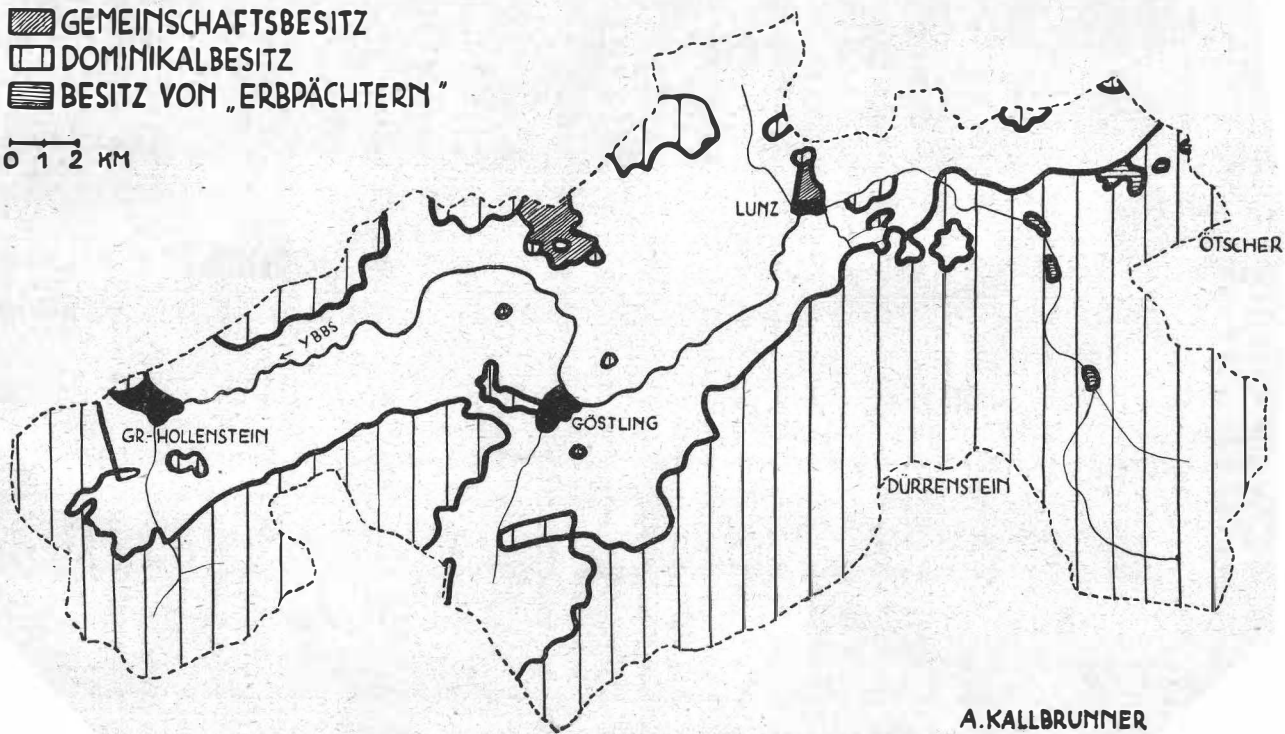 GEMEINSCHAFTSBESITZ
DOMINIKALBESITZ
BESITZ VON „ERBPÄCHTERN"
0 1 2 KM
LUNZ
ÖTSCHER
← YBBS
GR.-HOLLENSTEIN
GÖSTLING
DÜRRENSTEIN
A.KALLBRUNNER